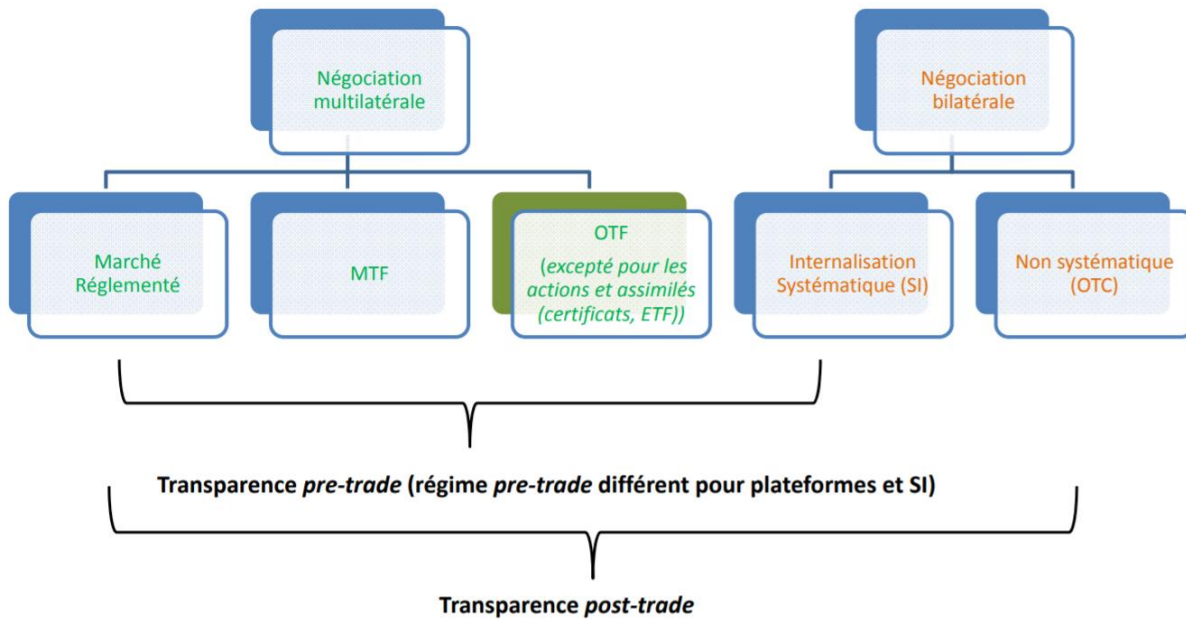 Négociation
multilatérale
Négociation
bilatérale
Marché
Réglementé
MTF
OTF
(excepté pour les
actions et assimilés
(certificats, ETF))
Internalisation
Systématique (SI)
Non systématique
(OTC)
Transparence pre-trade (régime pre-trade différent pour plateformes et SI)
Transparence post-trade